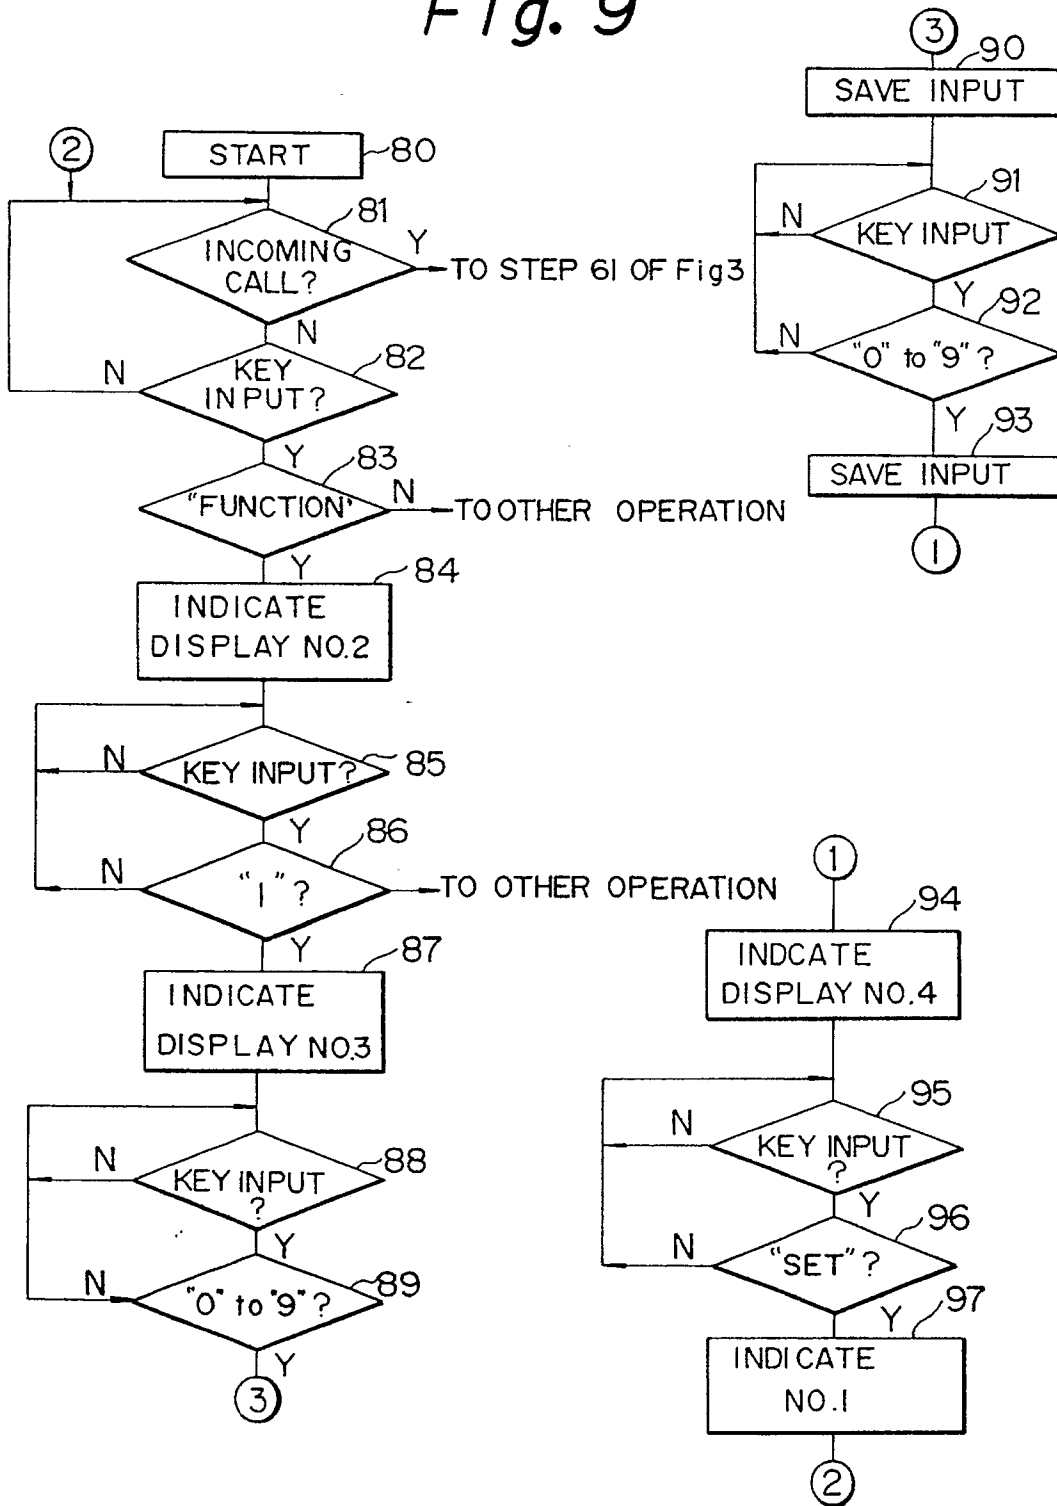 Fig. 9
2
START
80
81
INCOMING
CALL?
Y
TO STEP 61 OF Fig3
N
82
KEY
INPUT?
N
Y
83
"FUNCTION"
N
TO OTHER OPERATION
Y
84
INDICATE
DISPLAY NO.2
N
KEY INPUT?
85
Y
86
N
"1"?
TO OTHER OPERATION
Y
87
INDICATE
DISPLAY NO.3
N
KEY INPUT
?
88
Y
N
"0" to "9"?
89
Y
3
3
90
SAVE INPUT
91
N
KEY INPUT
Y
92
N
"0" to "9"?
Y
93
SAVE INPUT
1
1
94
INDCATE
DISPLAY NO.4
95
N
KEY INPUT
?
Y
96
N
"SET"?
Y
97
INDICATE
NO.1
2